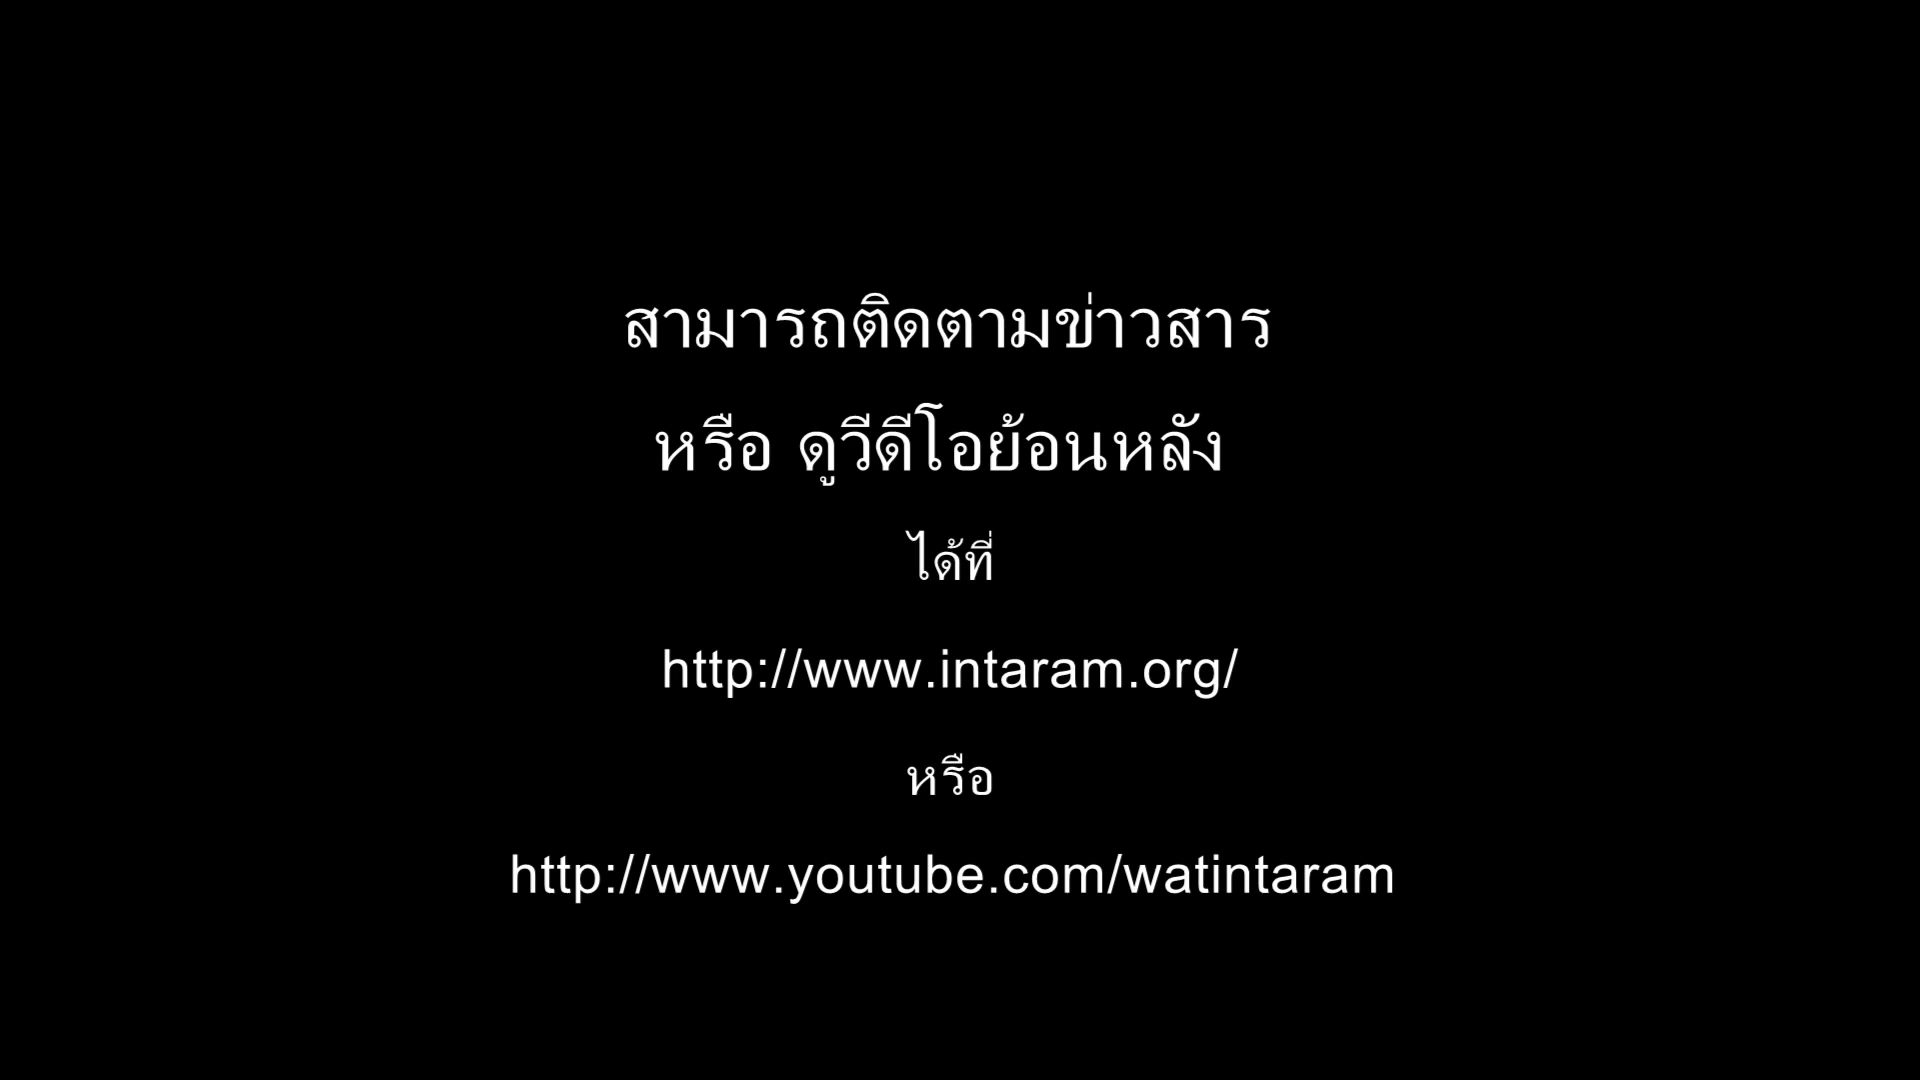 สามารถติดตามข่าวสาร
หรือ ดูวีดีโอย้อนหลัง
ได้ที่
http://www.intaram.org/
หรือ
http://www.youtube.com/watintaram